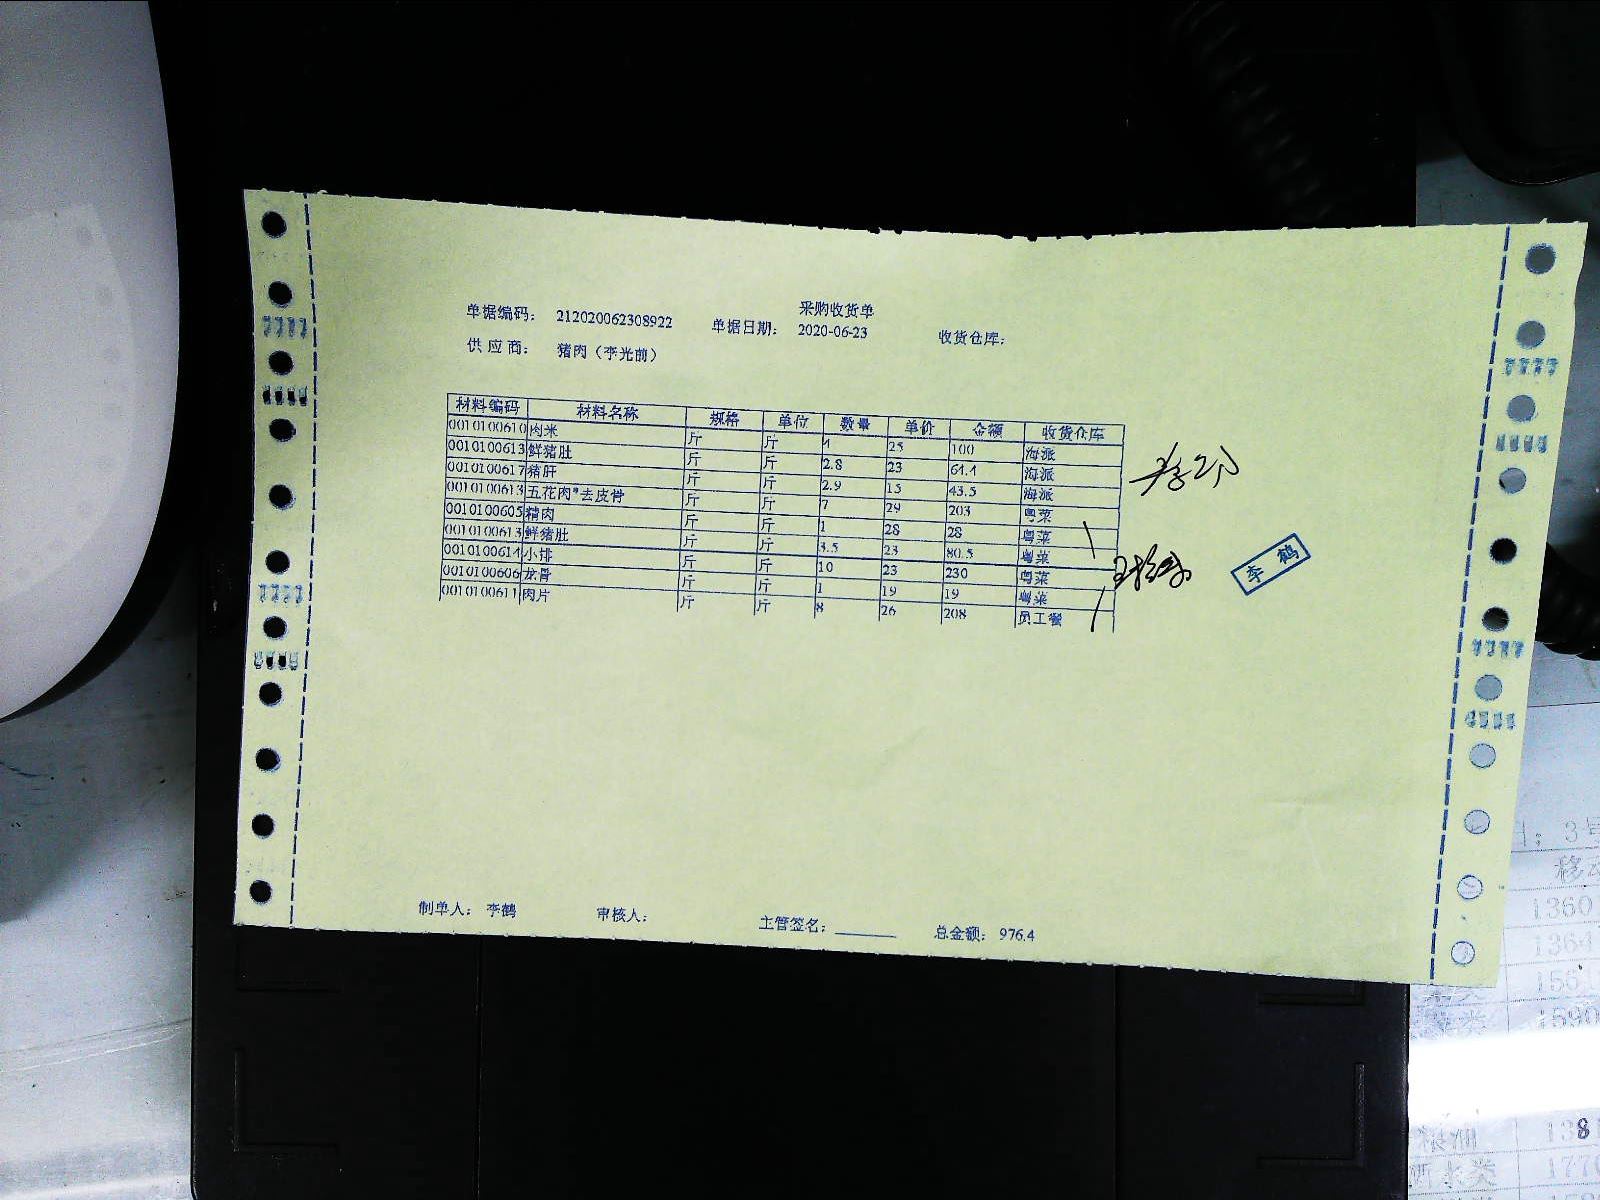 采购收货单
单据编码: 212020062308922 单据日期: 2020-06-23 收货仓库:
供应商: 猪肉（李光前）
材料编码 材料名称 规格 单位 数量 单价 金额 收货仓库
0010100610 肉米 斤 斤 4 25 100 海派
0010100613 鲜猪肚 斤 斤 2.8 23 64.4 海派
0010100617 猪肝 斤 斤 2.9 15 43.5 海派
0010100613 五花肉*去皮骨 斤 斤 7 29 203 粤菜
0010100605 精肉 斤 斤 1 28 28 粤菜
0010100613 鲜猪肚 斤 斤 3.5 23 80.5 粤菜
0010100614 小排 斤 斤 10 23 230 粤菜
0010100606 龙骨 斤 斤 1 19 19 粤菜
0010100611 肉片 斤 斤 8 26 208 员工餐
李鹤
制单人: 李鹤 审核人: 主管签名: 总金额: 976.4
1360
1364
1590
1770